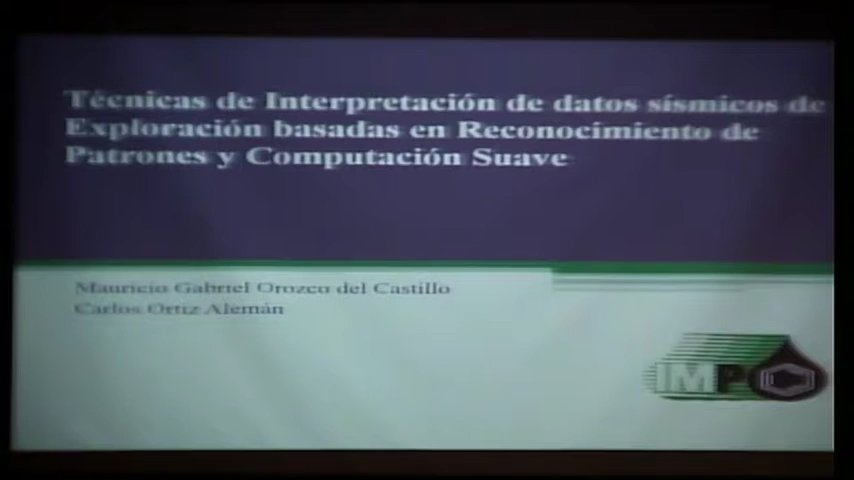 Técnicas de Interpretación de datos sísmicos de
Exploración basadas en Reconocimiento de
Patrones y Computación Suave
Mauricio Gabriel Orozco del Castillo
Carlos Ortiz Alemán
IMP